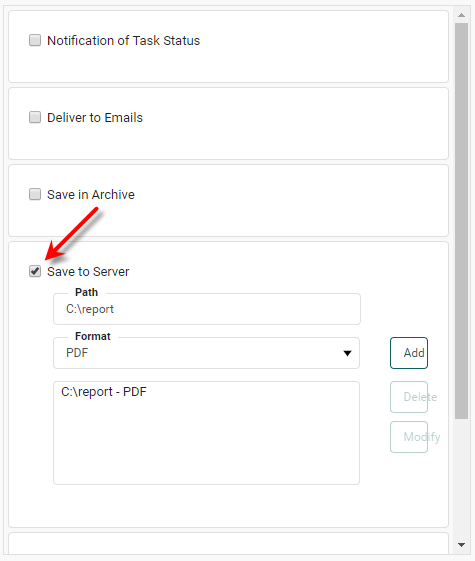 Notification of Task Status
Deliver to Emails
Save in Archive
Save to Server
Path
C:\report
Format
PDF
Add
C:\report - PDF
Delete
Modify